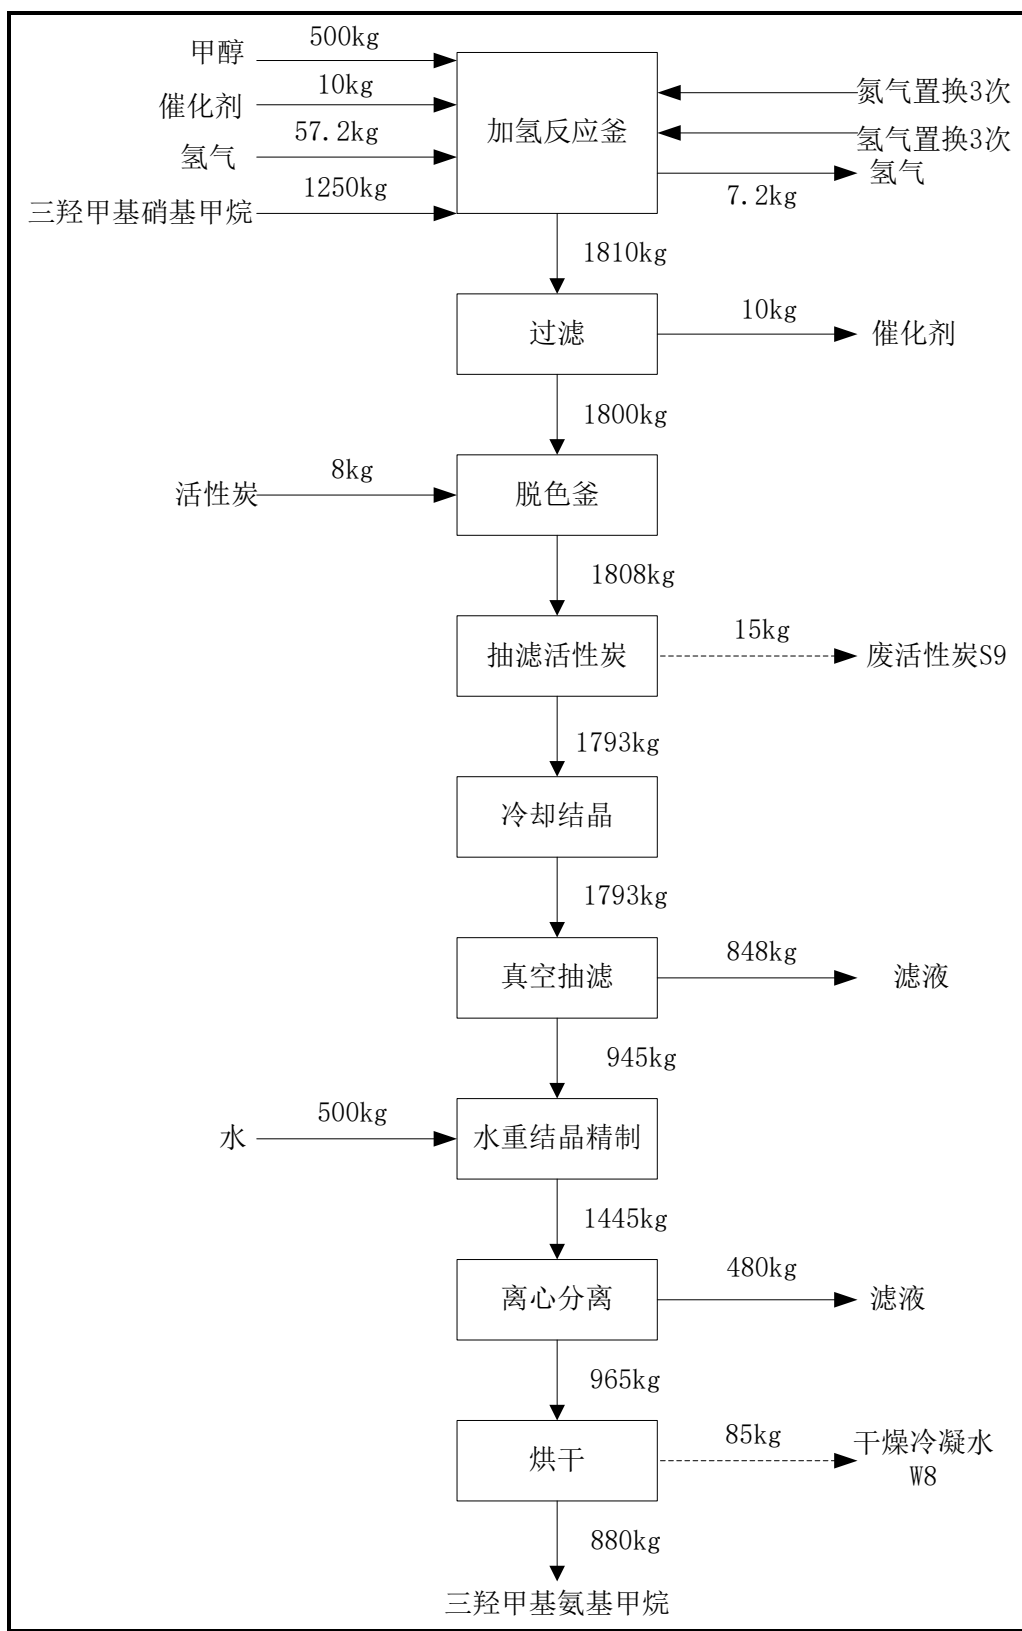 甲醇
500kg
催化剂
10kg
氢气
57.2kg
三羟甲基硝基甲烷
1250kg
加氢反应釜
氮气置换3次
氢气置换3次
氢气
7.2kg
1810kg
过滤
10kg
催化剂
1800kg
活性炭
8kg
脱色釜
1808kg
抽滤活性炭
15kg
废活性炭S9
1793kg
冷却结晶
1793kg
真空抽滤
848kg
滤液
945kg
水
500kg
水重结晶精制
1445kg
离心分离
480kg
滤液
965kg
烘干
85kg
干燥冷凝水
W8
880kg
三羟甲基氨基甲烷